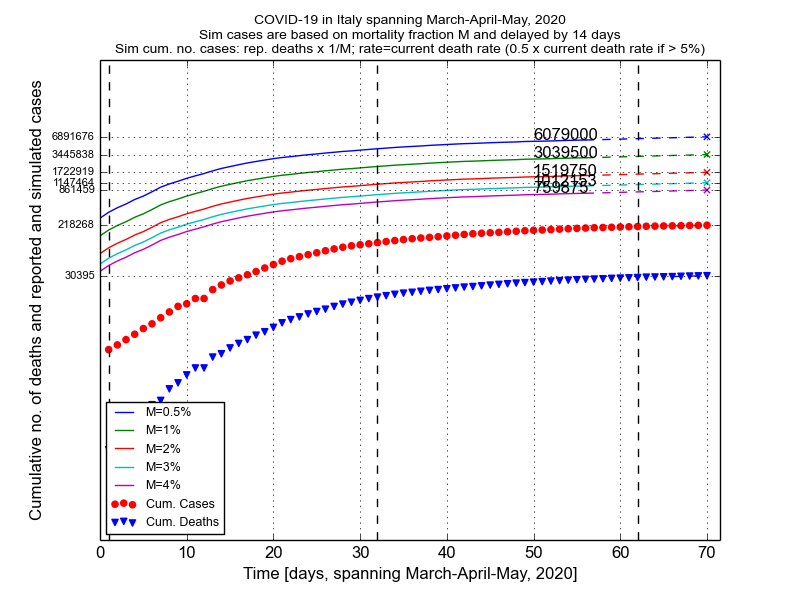 COVID-19 in Italy spanning March-April-May, 2020
Sim cases are based on mortality fraction M and delayed by 14 days
Sim cum. no. cases: rep. deaths x 1/M; rate=current death rate (0.5 x current death rate if > 5%)
Cumulative no. of deaths and reported and simulated cases
6891676
3445838
1722919
1147464
861459
218268
30395
6079000
3039500
1519750
759875
M=0.5%
M=1%
M=2%
M=3%
M=4%
Cum. Cases
Cum. Deaths
0 10 20 30 40 50 60 70
Time [days, spanning March-April-May, 2020]